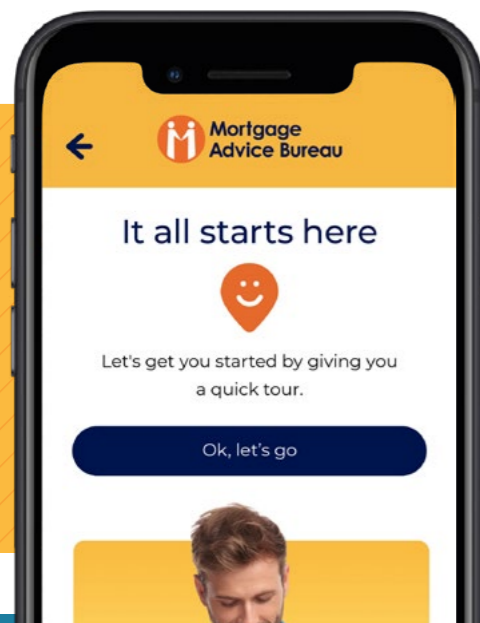 Mortgage
Advice Bureau
It all starts here
Let's get you started by giving you
a quick tour.
Ok, let's go